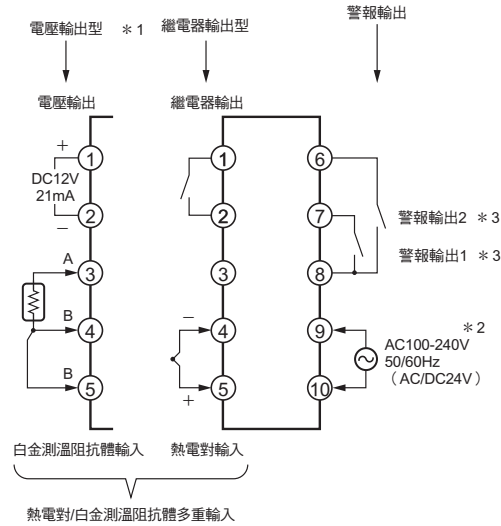 電壓輸出型 ＊1
繼電器輸出型
警報輸出
電壓輸出
繼電器輸出
+
1
DC12V
21mA
2
−
A
3
B
4
B
5
1
2
3
−
4
5
+
6
7
8
9
10
警報輸出2 ＊3
警報輸出1 ＊3
＊2
AC100-240V
50/60Hz
（AC/DC24V）
白金測溫阻抗體輸入
熱電對輸入
熱電對/白金測溫阻抗體多重輸入